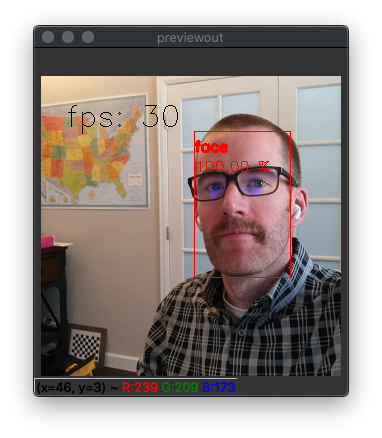 previewout
fps: 30
face
100.00 %
(x=46, y=3) ~ R:239 G:209 B:173